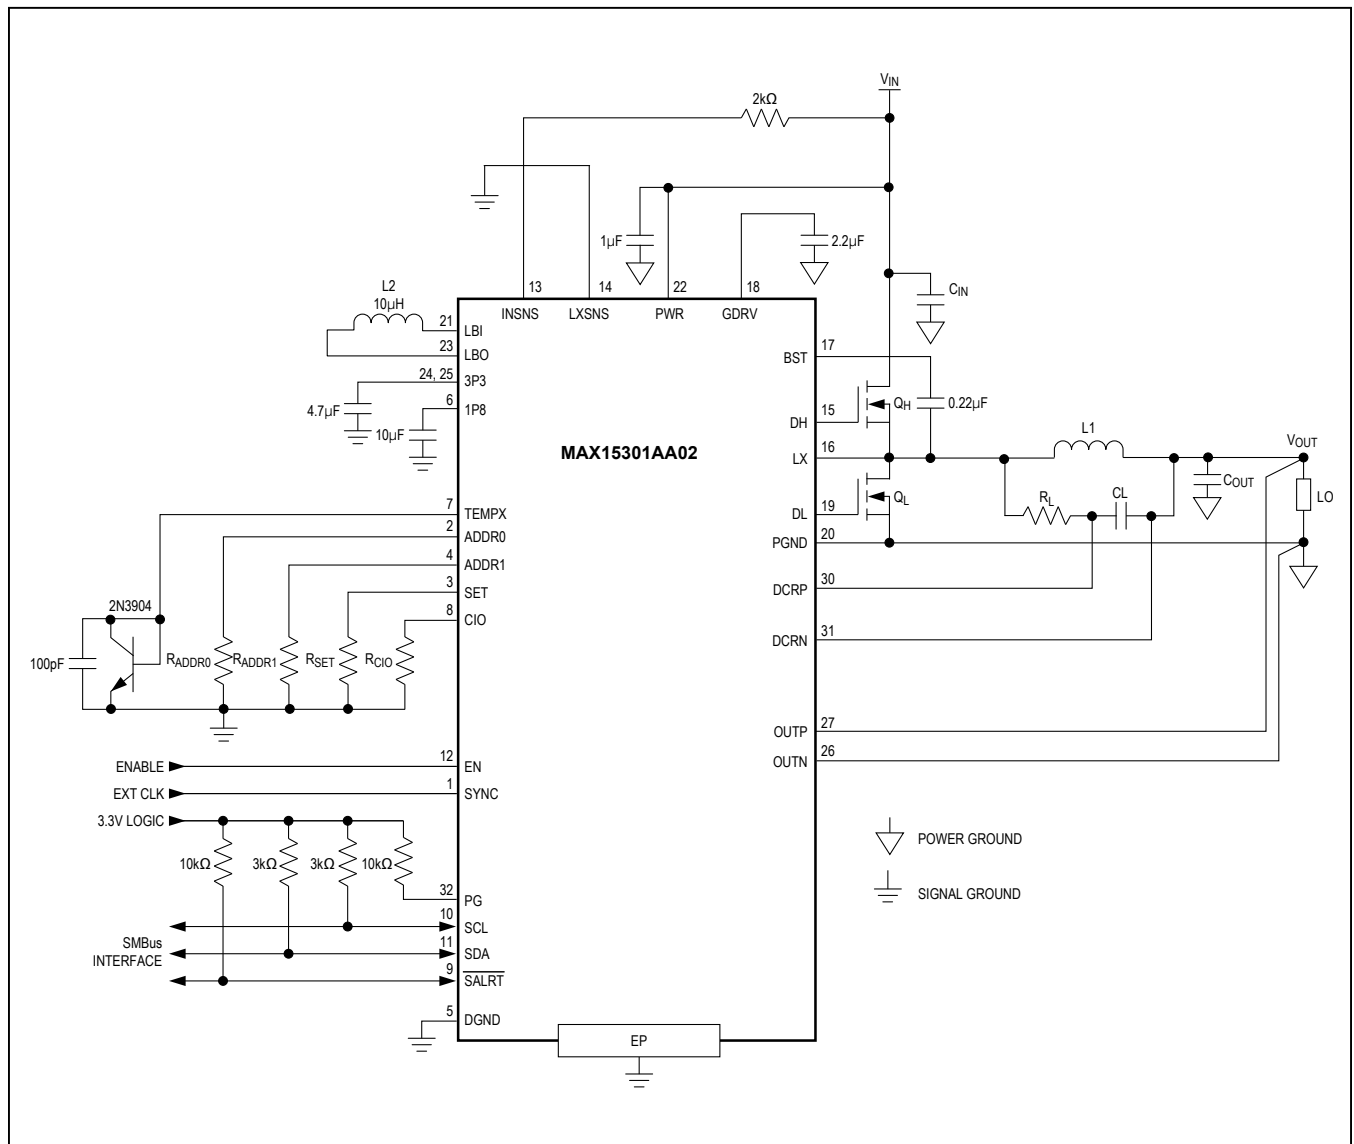 VIN
2kΩ
1µF
2.2µF
CIN
L2
10µH
13
14
22
18
INSNS
LXSNS
PWR
GDRV
21
LBI
23
LBO
24, 25
3P3
4.7µF
6
1P8
10µF
MAX15301AA02
17
BST
0.22µF
15
DH
QH
16
LX
L1
VOUT
COUT
LO
RL
CL
19
DL
QL
20
PGND
30
DCRP
31
DCRN
7
TEMPX
2
ADDR0
4
ADDR1
3
SET
8
CIO
2N3904
100pF
RADDR0
RADDR1
RSET
RCIO
27
OUTP
26
OUTN
ENABLE
12
EN
EXT CLK
1
SYNC
3.3V LOGIC
10kΩ
3kΩ
3kΩ
10kΩ
32
PG
10
SCL
11
SDA
9
SALRT
SMBus
INTERFACE
5
DGND
EP
POWER GROUND
SIGNAL GROUND